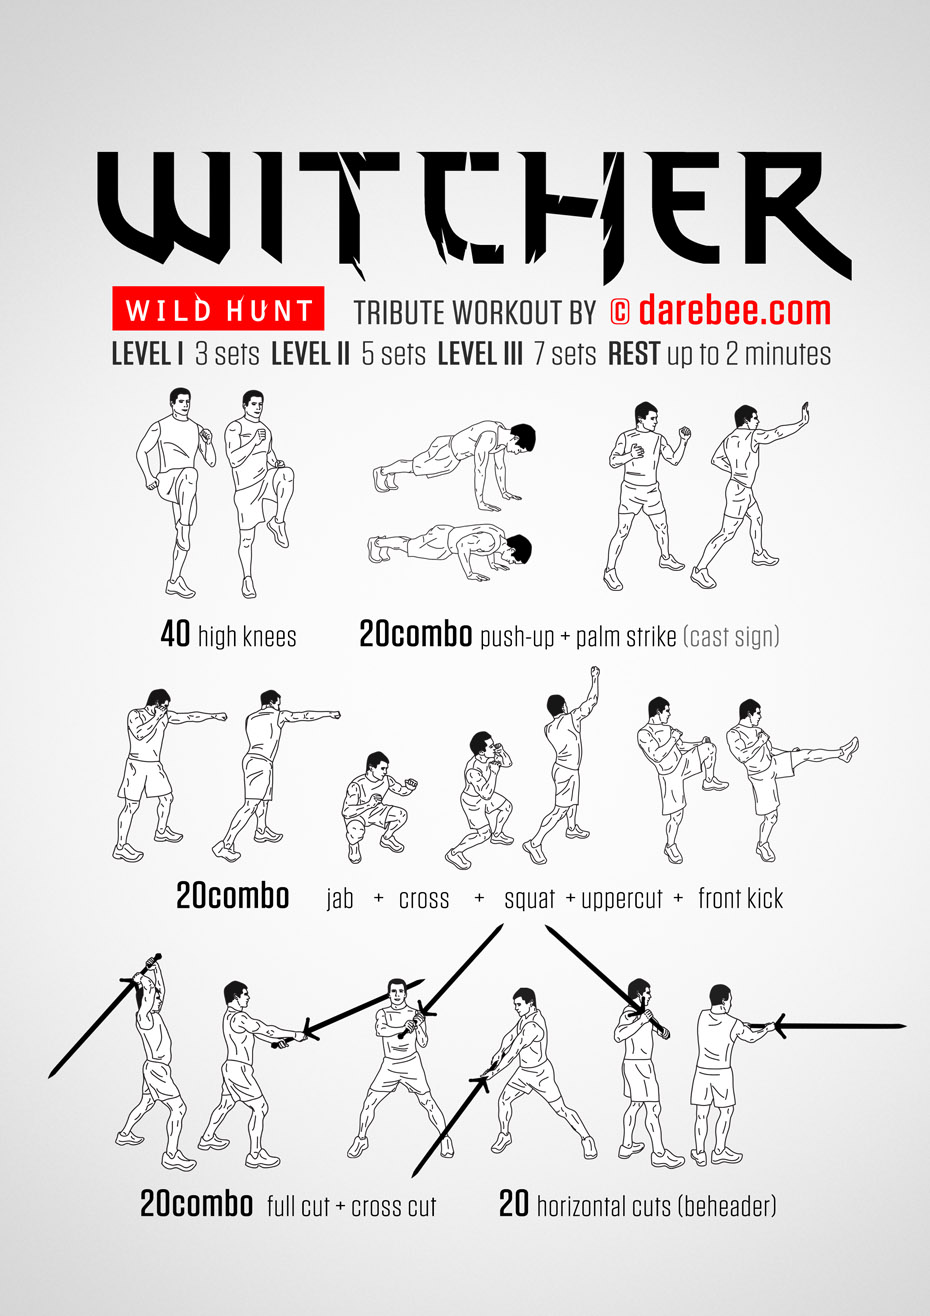 WITCHER
WILD HUNT TRIBUTE WORKOUT BY © darebee.com
LEVEL I 3 sets LEVEL II 5 sets LEVEL III 7 sets REST up to 2 minutes
40 high knees
20combo push-up + palm strike (cast sign)
20combo jab + cross + squat + uppercut + front kick
20combo full cut + cross cut
20 horizontal cuts (beheader)